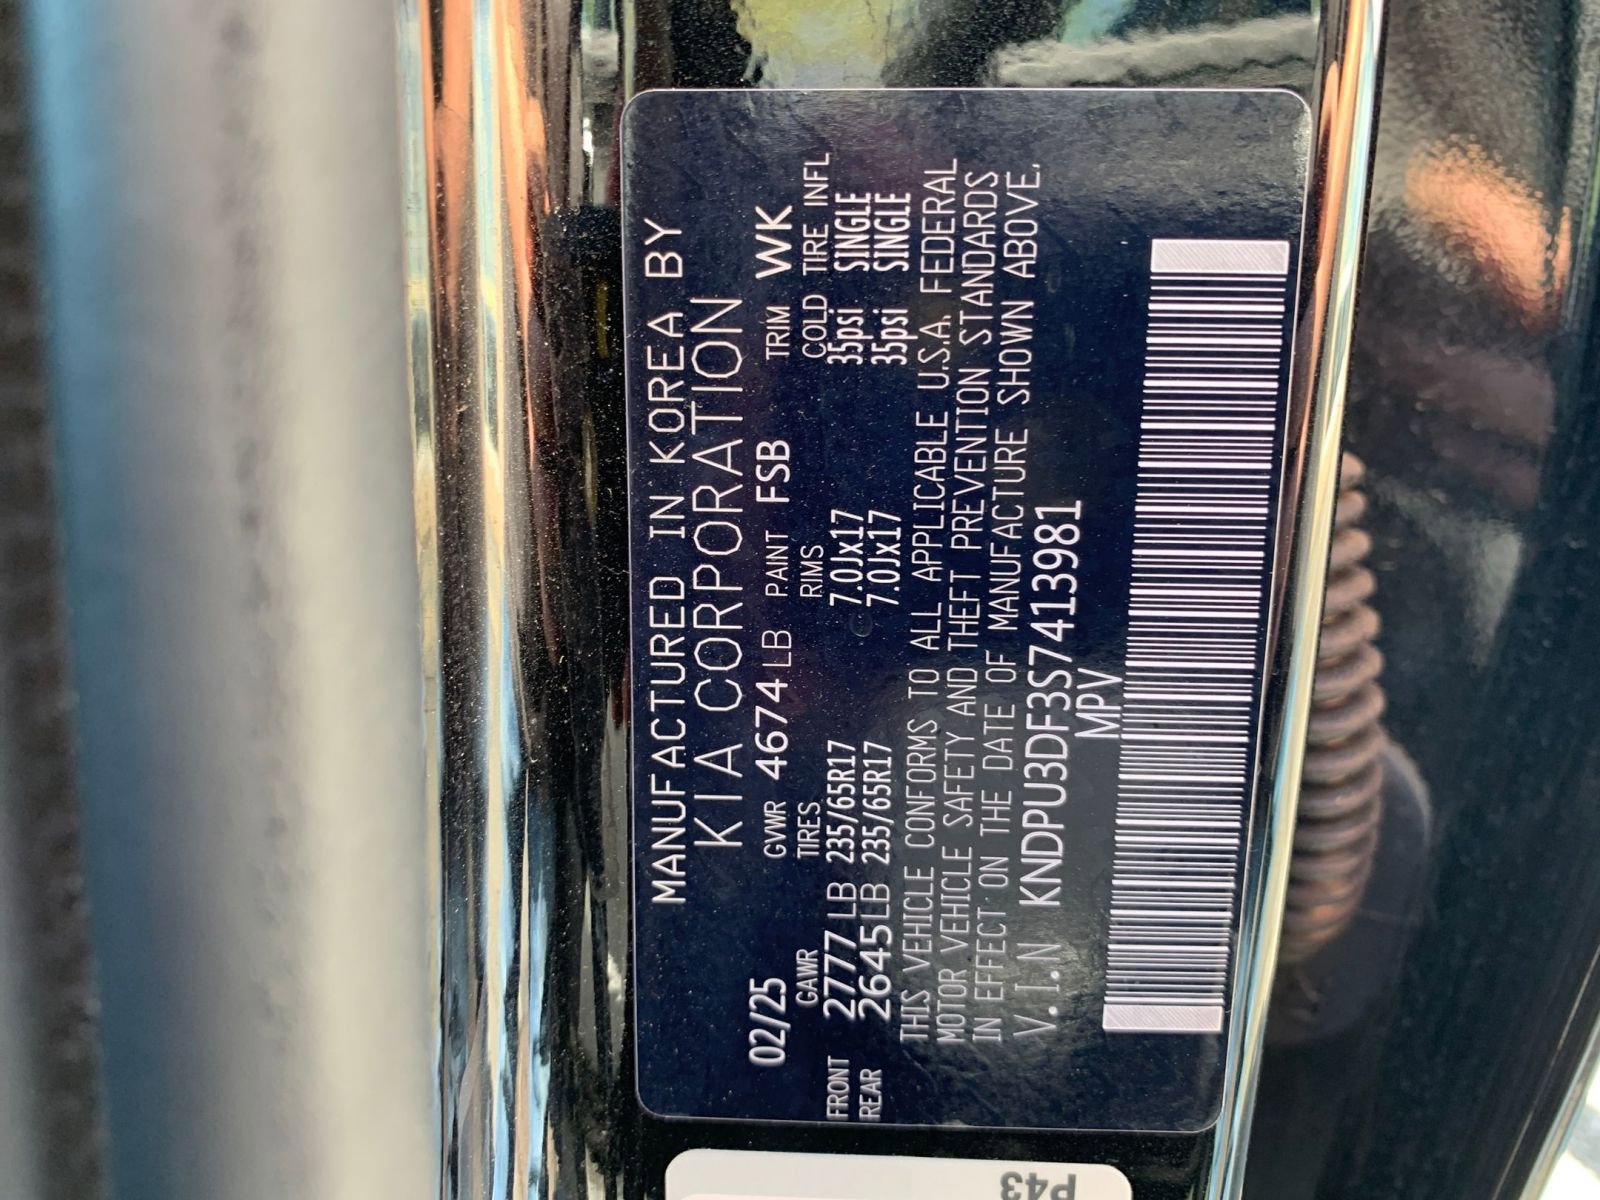 MANUFACTURED IN KOREA BY
KIA CORPORATION
02/25 GVWR 4674 LB PAINT FSB TRIM WK
GAWR TIRES RIMS COLD TIRE INFL
FRONT 2777 LB 235/65R17 7.0Jx17 35psi SINGLE
REAR 2645 LB 235/65R17 7.0Jx17 35psi SINGLE
THIS VEHICLE CONFORMS TO ALL APPLICABLE U.S.A. FEDERAL
MOTOR VEHICLE SAFETY AND THEFT PREVENTION STANDARDS
IN EFFECT ON THE DATE OF MANUFACTURE SHOWN ABOVE.
V.I.N KNDPU3DF3S7413981
MPV
P43